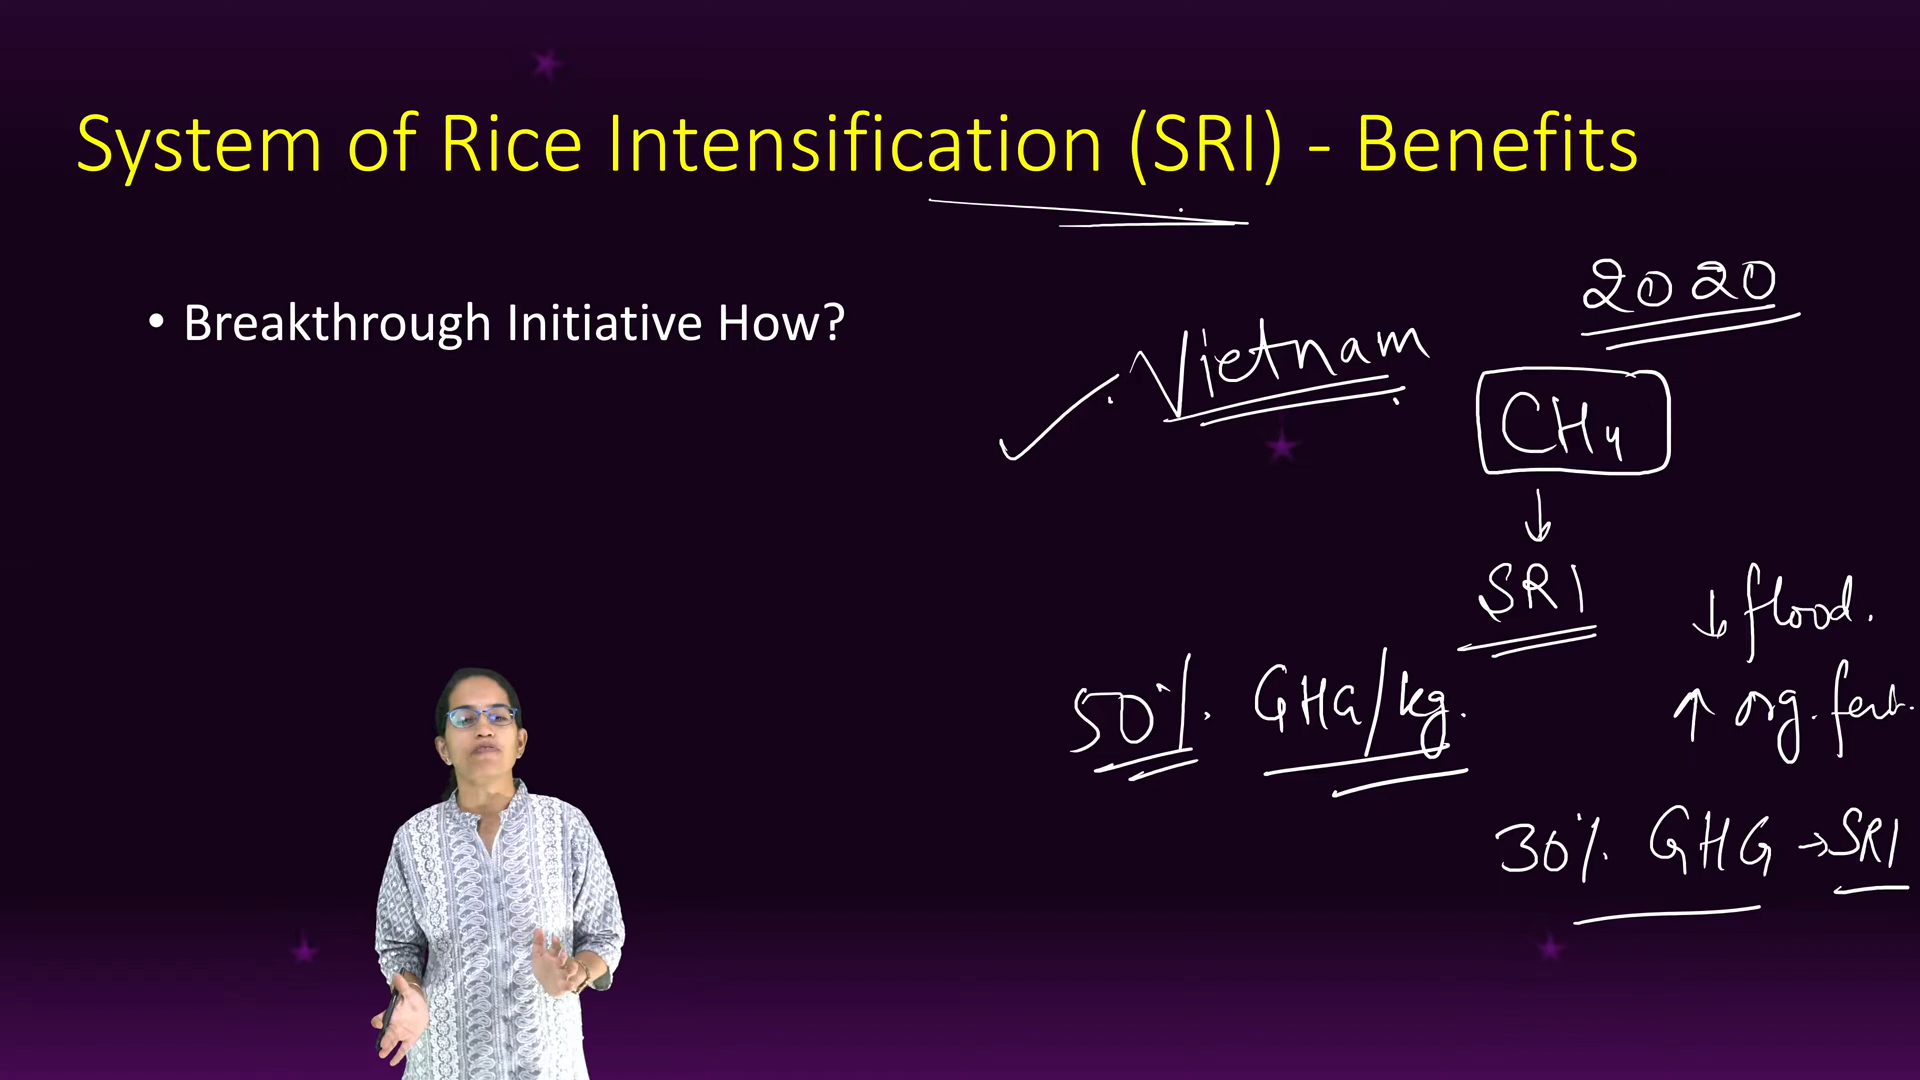 System of Rice Intensification (SRI) - Benefits
• Breakthrough Initiative How?
2020
Vietnam
CH4
↓
SRI
↓ flood.
↑ org. fert.
50% GHG/kg.
30% GHG → SRI